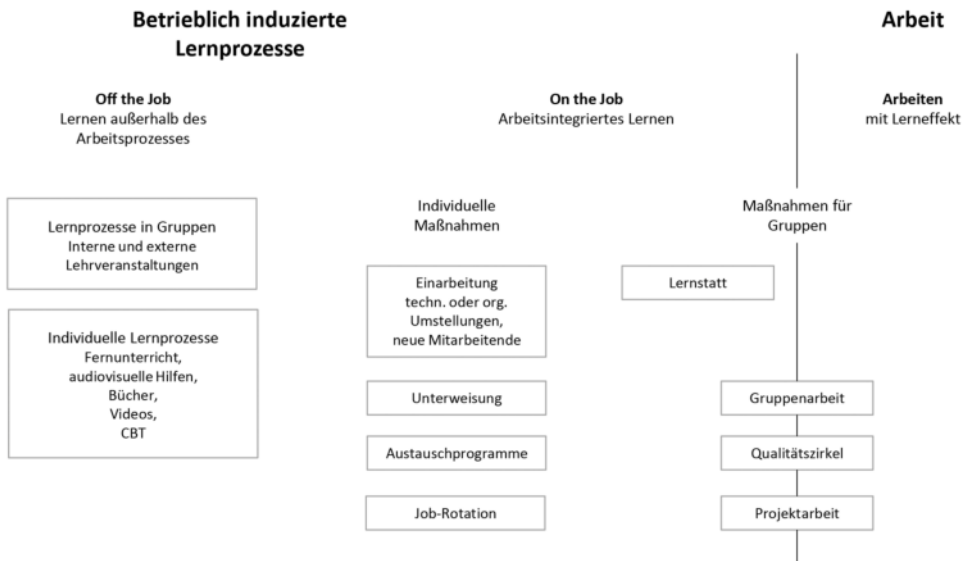 Betrieblich induzierte
Lernprozesse
Arbeit
Off the Job
Lernen außerhalb des
Arbeitsprozesses
On the Job
Arbeitsintegriertes Lernen
Arbeiten
mit Lerneffekt
Lernprozesse in Gruppen
Interne und externe
Lehrveranstaltungen
Individuelle Lernprozesse
Fernunterricht,
audiovisuelle Hilfen,
Bücher,
Videos,
CBT
Individuelle
Maßnahmen
Einarbeitung
techn. oder org.
Umstellungen,
neue Mitarbeitende
Unterweisung
Austauschprogramme
Job-Rotation
Maßnahmen für
Gruppen
Lernstatt
Gruppenarbeit
Qualitätszirkel
Projektarbeit